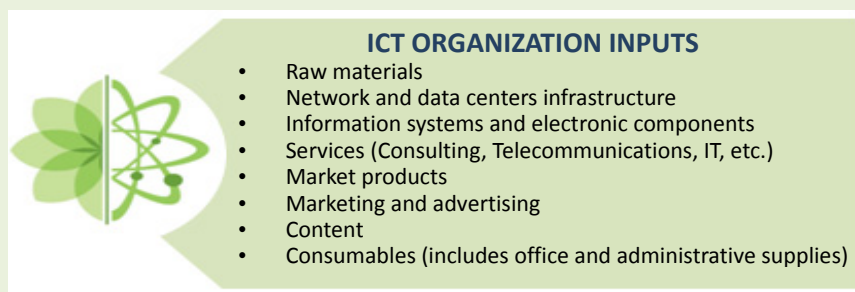 ICT ORGANIZATION INPUTS
• Raw materials
• Network and data centers infrastructure
• Information systems and electronic components
• Services (Consulting, Telecommunications, IT, etc.)
• Market products
• Marketing and advertising
• Content
• Consumables (includes office and administrative supplies)